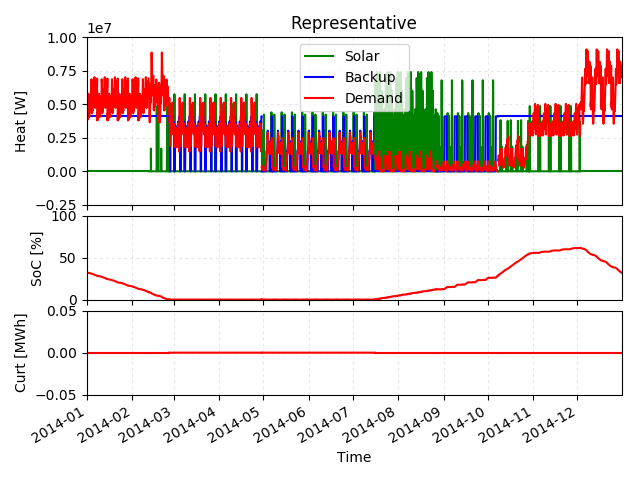 Representative
1e7
1.00
0.75
0.50
0.25
0.00
−0.25
Heat [W]
Solar
Backup
Demand
100
50
0
SoC [%]
0.05
0.00
−0.05
Curt [MWh]
2014-01
2014-02
2014-03
2014-04
2014-05
2014-06
2014-07
2014-08
2014-09
2014-10
2014-11
2014-12
Time